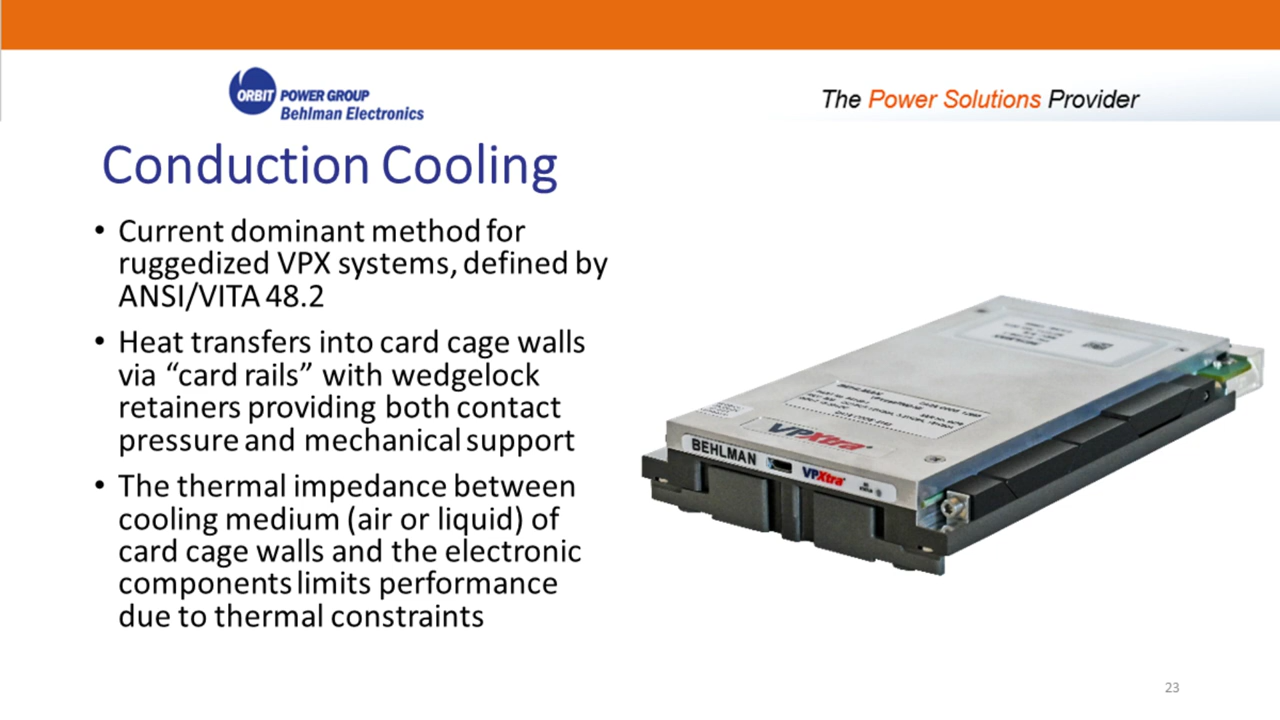 ORBIT POWER GROUP
Behlman Electronics
The Power Solutions Provider
Conduction Cooling
• Current dominant method for
ruggedized VPX systems, defined by
ANSI/VITA 48.2
• Heat transfers into card cage walls
via “card rails” with wedgelock
retainers providing both contact
pressure and mechanical support
• The thermal impedance between
cooling medium (air or liquid) of
card cage walls and the electronic
components limits performance
due to thermal constraints
BEHLMAN
VPXtra
BEHLMAN
VPXtra
23